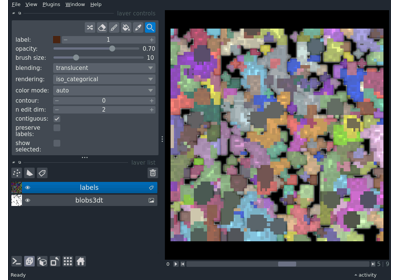 File View Plugins Window Help
layer controls
label: 1
opacity: 0.70
brush size: 10
blending: translucent
rendering: iso_categorical
color mode: auto
contour: 0
n edit dim: 2
contiguous:
preserve
labels:
show
selected:
layer list
labels
blobs3dt
Ready
activity